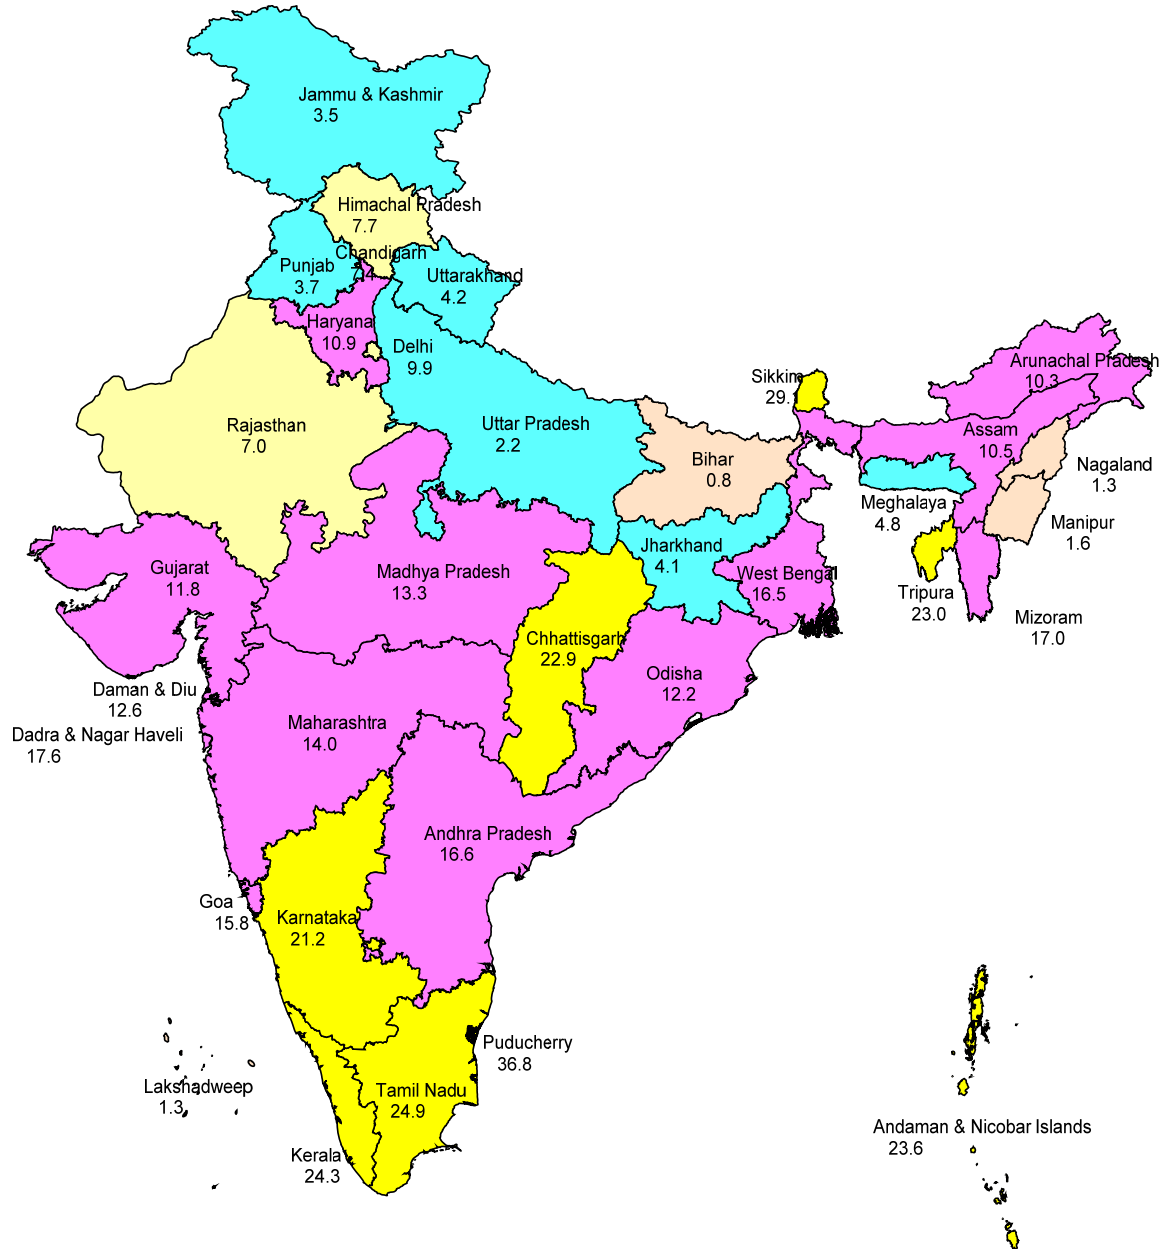 Jammu & Kashmir
3.5
Himachal Pradesh
7.7
Chandigarh
7.4
Punjab
3.7
Uttarakhand
4.2
Haryana
10.9
Delhi
9.9
Arunachal Pradesh
10.3
Sikkim
29.1
Rajasthan
7.0
Uttar Pradesh
2.2
Assam
10.5
Bihar
0.8
Nagaland
1.3
Meghalaya
4.8
Manipur
1.6
Jharkhand
4.1
Gujarat
11.8
Madhya Pradesh
13.3
West Bengal
16.5
Tripura
23.0
Mizoram
17.0
Chhattisgarh
22.9
Odisha
12.2
Daman & Diu
12.6
Maharashtra
14.0
Dadra & Nagar Haveli
17.6
Andhra Pradesh
16.6
Goa
15.8
Karnataka
21.2
Puducherry
36.8
Lakshadweep
1.3
Tamil Nadu
24.9
Andaman & Nicobar Islands
23.6
Kerala
24.3